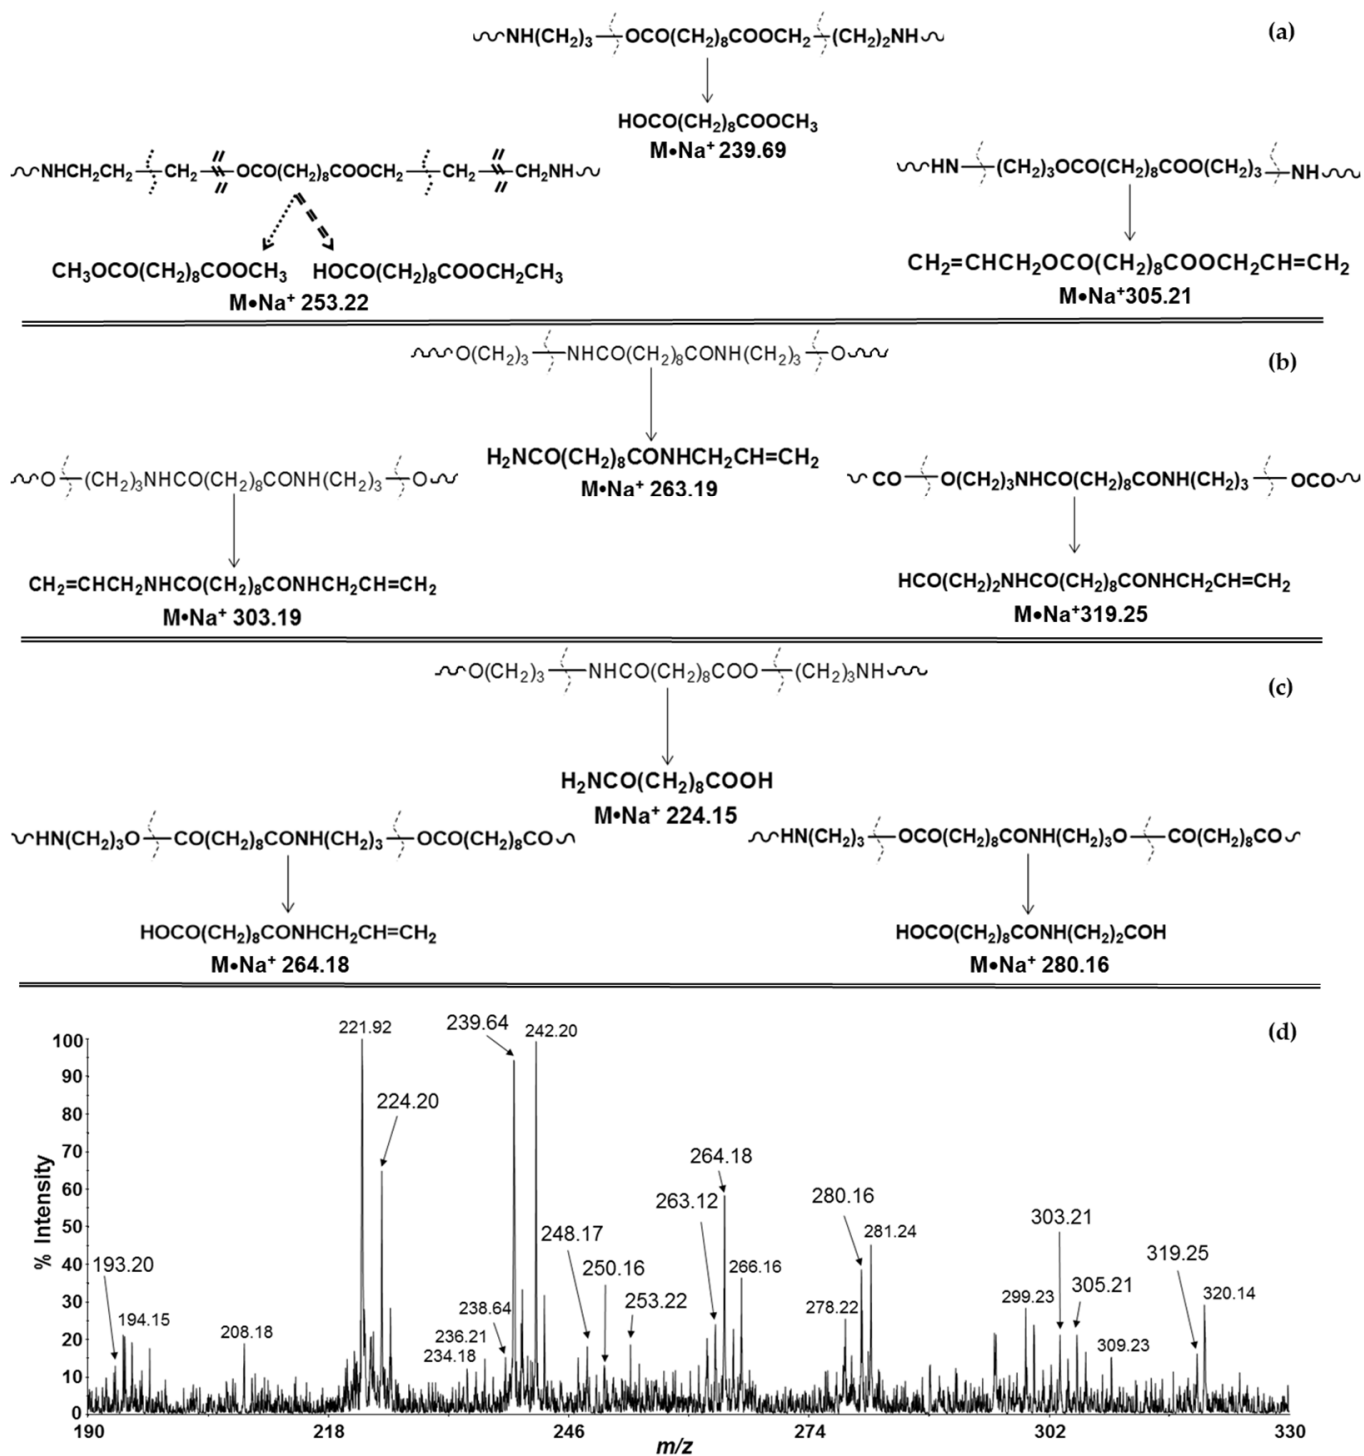 (a)
NH(CH₂)₃ OCO(CH₂)₈COOCH₂ (CH₂)₂NH
HOCO(CH₂)₈COOCH₃
M•Na⁺ 239.69
NHCH₂CH₂ CH₂ OCO(CH₂)₈COOCH₂ CH₂ CH₂NH
HN (CH₂)₃OCO(CH₂)₈COO(CH₂)₃ NH
CH₃OCO(CH₂)₈COOCH₃ HOCO(CH₂)₈COOCH₂CH₃
M•Na⁺ 253.22
CH₂=CHCH₂OCO(CH₂)₈COOCH₂CH=CH₂
M•Na⁺305.21
(b)
O(CH₂)₃ NHCO(CH₂)₈CONH(CH₂)₃ O
H₂NCO(CH₂)₈CONHCH₂CH=CH₂
M•Na⁺ 263.19
O (CH₂)₃NHCO(CH₂)₈CONH(CH₂)₃ O
CO O(CH₂)₃NHCO(CH₂)₈CONH(CH₂)₃ OCO
CH₂=CHCH₂NHCO(CH₂)₈CONHCH₂CH=CH₂
M•Na⁺ 303.19
HCO(CH₂)₂NHCO(CH₂)₈CONHCH₂CH=CH₂
M•Na⁺319.25
(c)
O(CH₂)₃ NHCO(CH₂)₈COO (CH₂)₃NH
H₂NCO(CH₂)₈COOH
M•Na⁺ 224.15
HN(CH₂)₃O CO(CH₂)₈CONH(CH₂)₃ OCO(CH₂)₈CO
HN(CH₂)₃ OCO(CH₂)₈CONH(CH₂)₃O CO(CH₂)₈CO
HOCO(CH₂)₈CONHCH₂CH=CH₂
M•Na⁺ 264.18
HOCO(CH₂)₈CONH(CH₂)₂COH
M•Na⁺ 280.16
(d)
% Intensity
100
90
80
70
60
50
40
30
20
10
0
193.20
194.15
208.18
221.92
224.20
234.18
236.21
238.64
239.64
242.20
248.17
250.16
253.22
263.12
264.18
266.16
278.22
280.16
281.24
299.23
303.21
305.21
309.23
319.25
320.14
190 218 246 274 302 330
m/z